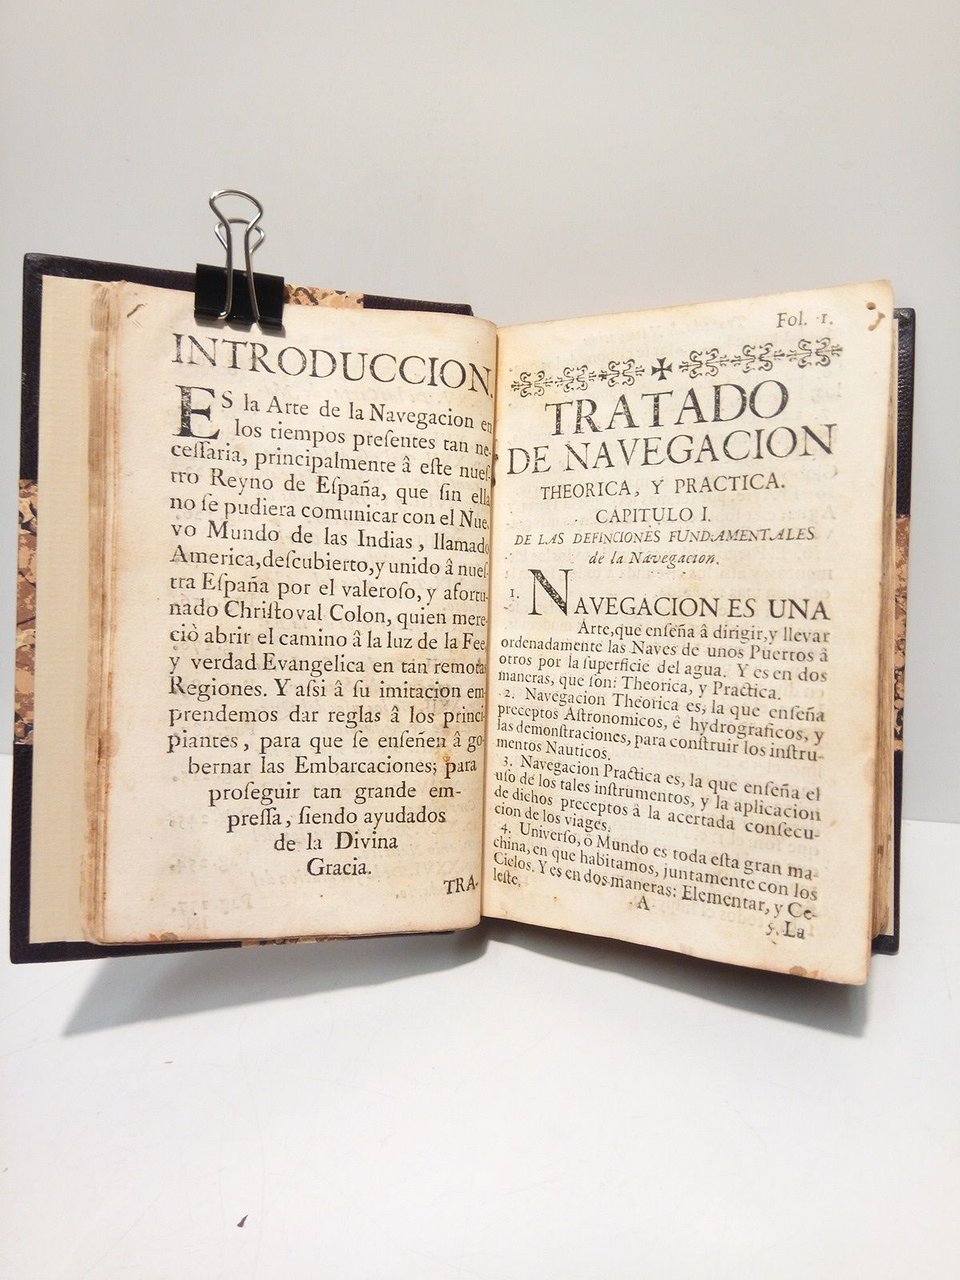 INTRODUCCION.
ES la Arte de la Navegacion en
los tiempos preſentes tan ne-
ceſſaria, principalmente â eſte nueſ-
tro Reyno de Eſpaña, que ſin ella
no ſe pudiera comunicar con el Nue-
vo Mundo de las Indias, llamado
America, deſcubierto, y unido â nueſ-
tra Eſpaña por el valeroſo, y afortu-
nado Chriſtoval Colon, quien mere-
ciò abrir el camino â la luz de la Fee,
y verdad Evangelica en tan remotas
Regiones. Y aſsi â ſu imitacion em-
prendemos dar reglas â los princi-
piantes, para que ſe enſeñen â go-
bernar las Embarcaciones; para
proſeguir tan grande em-
preſſa, ſiendo ayudados
de la Divina
Gracia.
TRA-
Fol. 1.
TRATADO
DE NAVEGACION
THEORICA, Y PRACTICA.
CAPITULO I.
DE LAS DEFINCIONES FUNDAMENTALES
de la Navegacion.
1. NAVEGACION ES UNA
Arte, que enſeña â dirigir, y llevar
ordenadamente las Naves de unos Puertos â
otros por la ſuperficie del agua. Y es en dos
maneras, que ſon: Theorica, y Practica.
2. Navegacion Theorica es, la que enſeña
preceptos Aſtronomicos, ê hydrograficos, y
las demonſtraciones, para conſtruir los inſtru-
mentos Nauticos.
3. Navegacion Practica es, la que enſeña el
uſo de los tales inſtrumentos, y la aplicacion
de dichos preceptos â la acertada conſecu-
cion de los viages.
4. Univerſo, ò Mundo es toda eſta gran ma-
china, en que habitamos, juntamente con los
Cielos. Y es en dos maneras: Elementar, y Ce-
leſte.
A
5. La